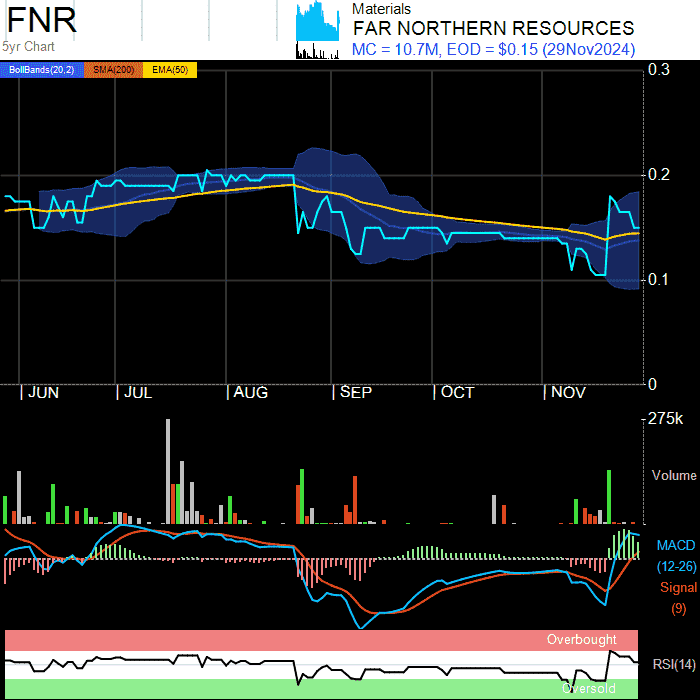 FNR
5yr Chart
Materials
FAR NORTHERN RESOURCES
MC = 10.7M, EOD = $0.15 (29Nov2024)
BollBands(20,2) SMA(200) EMA(50)
0.3
0.2
0.1
0
JUN JUL AUG SEP OCT NOV
275k
Volume
MACD
(12-26)
Signal
(9)
Overbought
RSI(14)
Oversold